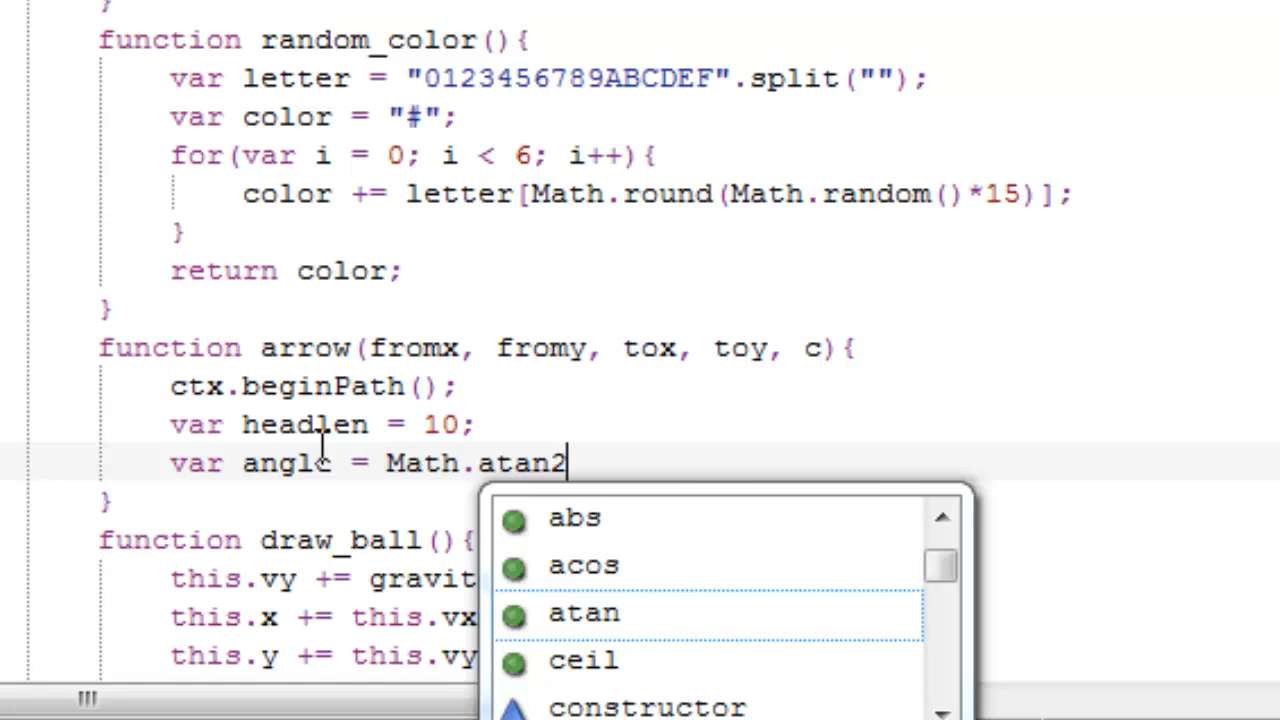 }
function random_color(){
var letter = "0123456789ABCDEF".split("");
var color = "#";
for(var i = 0; i < 6; i++){
color += letter[Math.round(Math.random()*15)];
}
return color;
}
function arrow(fromx, fromy, tox, toy, c){
ctx.beginPath();
var headlen = 10;
var angle = Math.atan2
}
function draw_ball(){
this.vy += gravit
this.x += this.vx
this.y += this.vy
abs
acos
atan
ceil
constructor